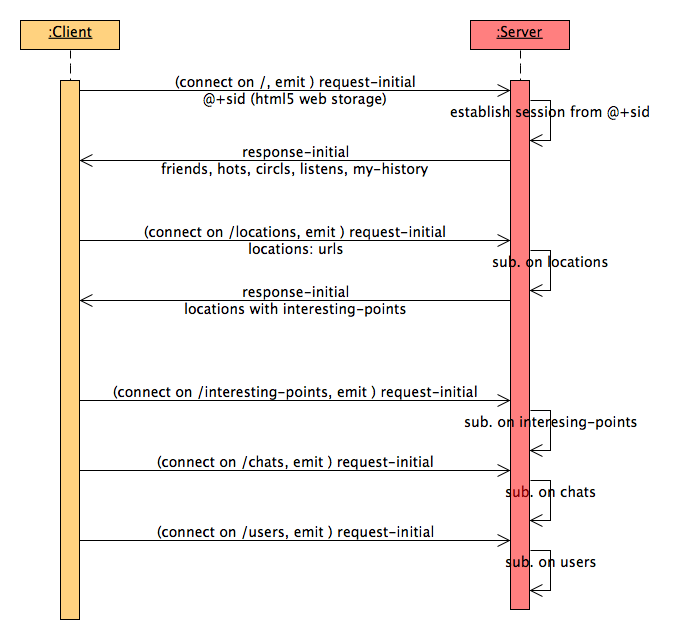 :Client
:Server
(connect on /, emit ) request-initial
@+sid (html5 web storage)
establish session from @+sid
response-initial
friends, hots, circls, listens, my-history
(connect on /locations, emit ) request-initial
locations: urls
sub. on locations
response-initial
locations with interesting-points
(connect on /interesting-points, emit ) request-initial
sub. on interesing-points
(connect on /chats, emit ) request-initial
sub. on chats
(connect on /users, emit ) request-initial
sub. on users